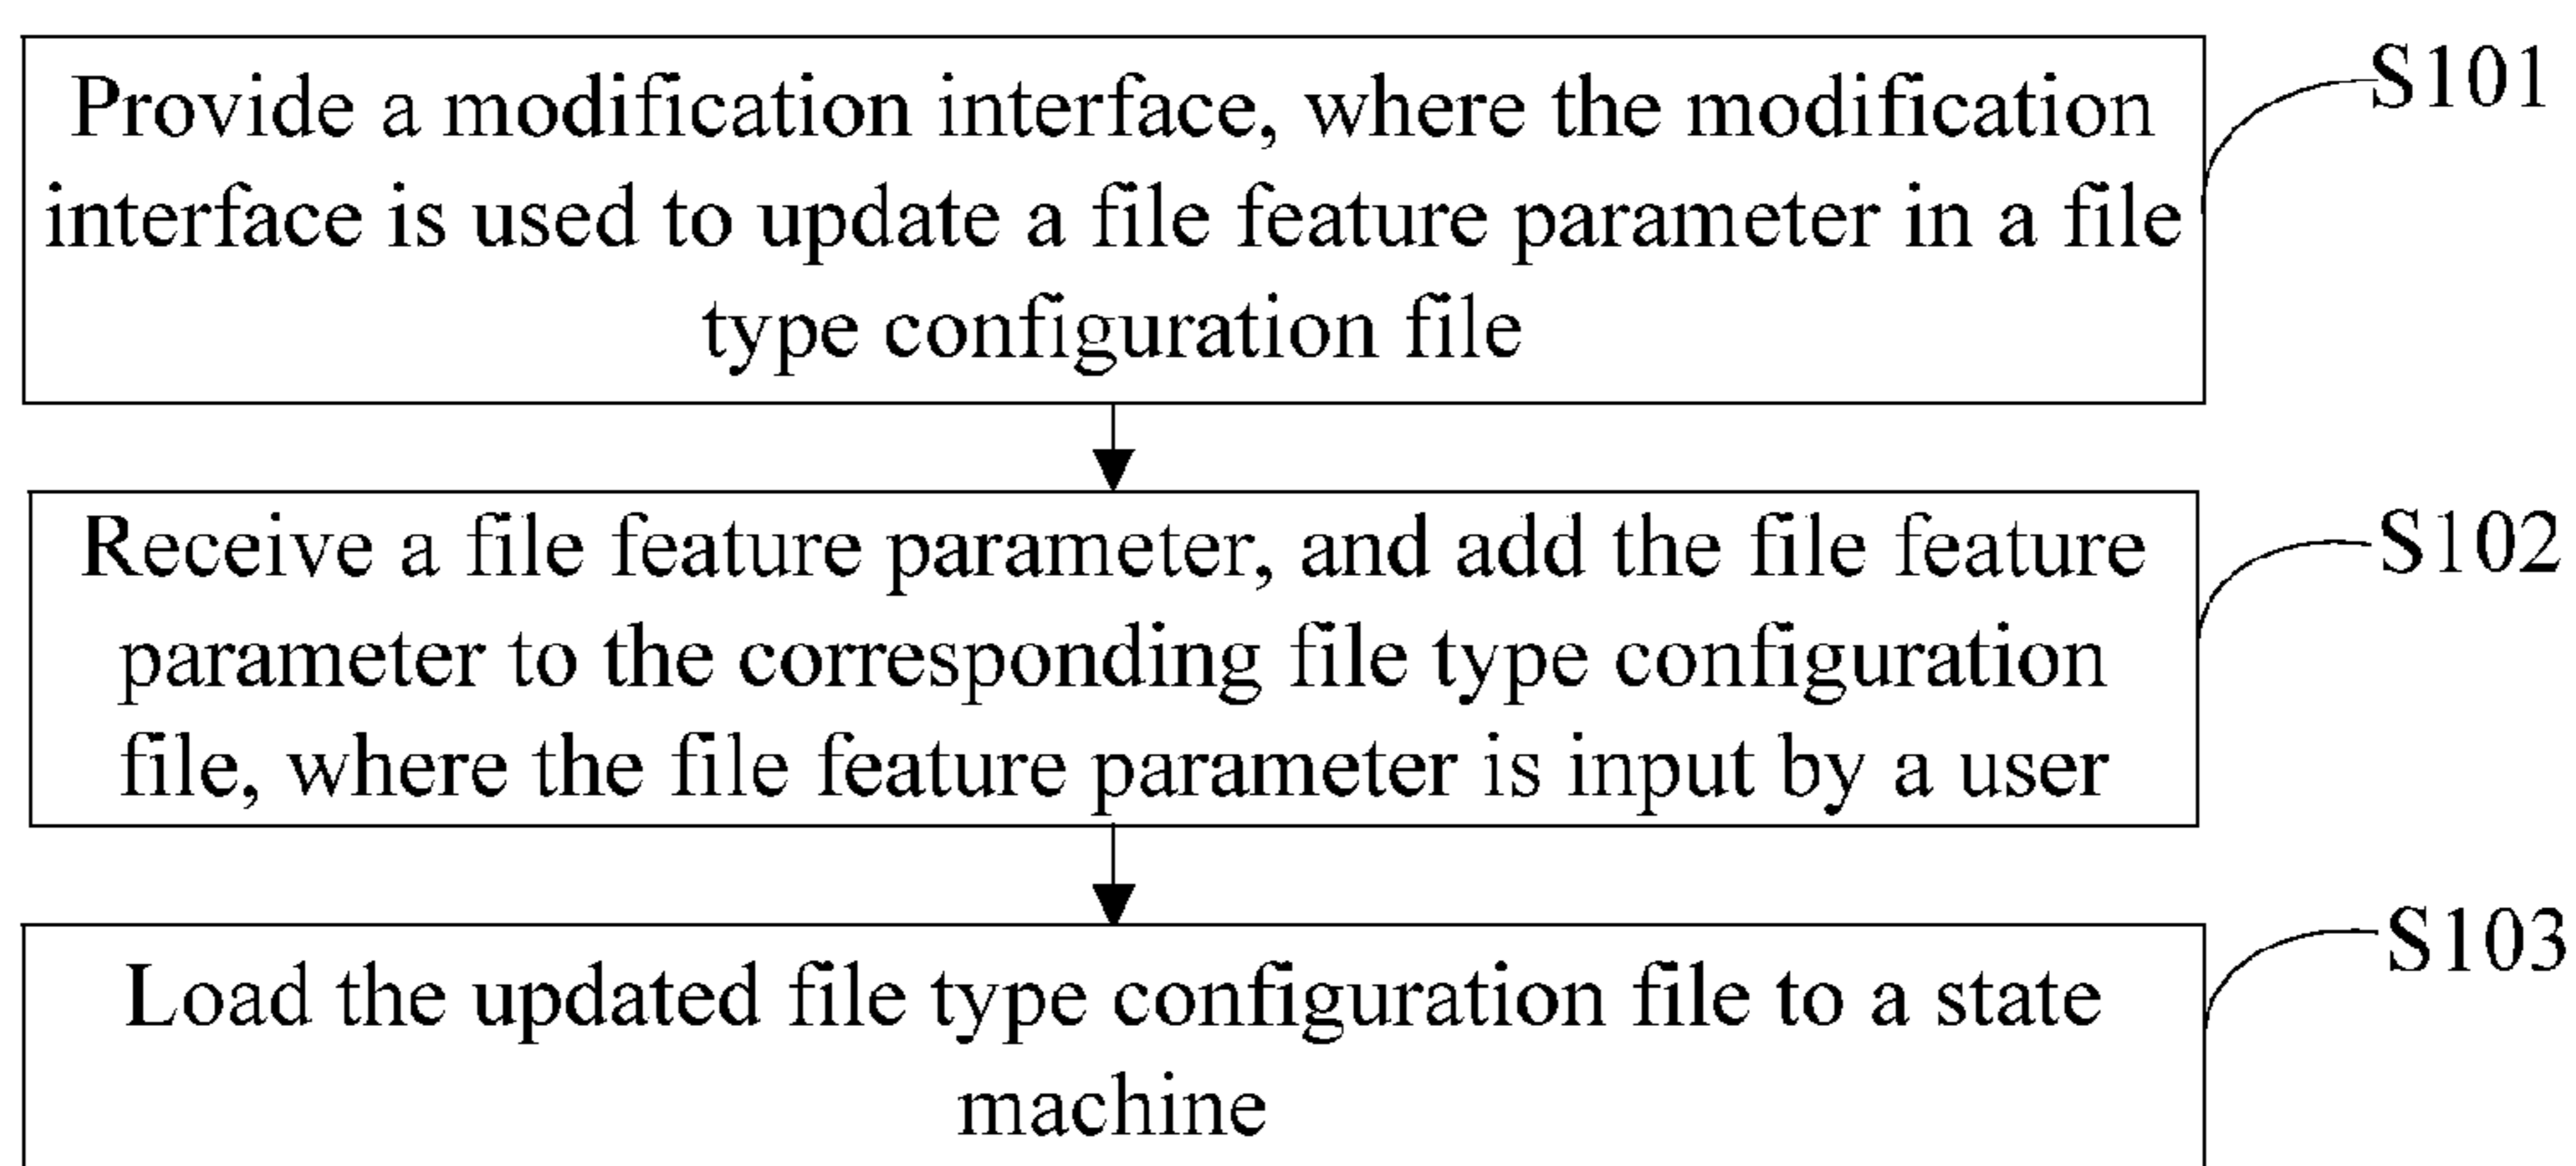 Provide a modification interface, where the modification
S101
interface is used to update a file feature parameter in a file
type configuration file
Receive a file feature parameter, and add the file feature
S102
parameter to the corresponding file type configuration
file, where the file feature parameter is input by a user
Load the updated file type configuration file to a state
S103
machine